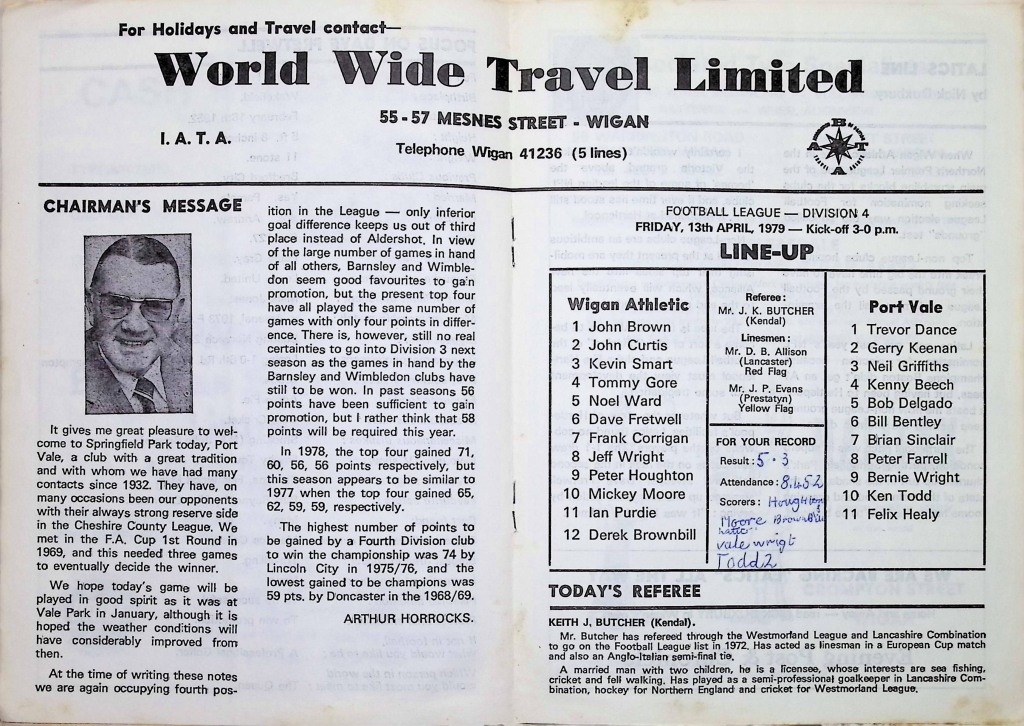 For Holidays and Travel contact—
World Wide Travel Limited
55 - 57 MESNES STREET - WIGAN
I. A. T. A.
Telephone Wigan 41236 (5 lines)
CHAIRMAN'S MESSAGE
It gives me great pleasure to wel-
come to Springfield Park today, Port
Vale, a club with a great tradition
and with whom we have had many
contacts since 1932. They have, on
many occasions been our opponents
with their always strong reserve side
in the Cheshire County League. We
met in the F.A. Cup 1st Round in
1969, and this needed three games
to eventually decide the winner.
We hope today's game will be
played in good spirit as it was at
Vale Park in January, although it is
hoped the weather conditions will
have considerably improved from
then.
At the time of writing these notes
we are again occupying fourth pos-
ition in the League — only inferior
goal difference keeps us out of third
place instead of Aldershot. In view
of the large number of games in hand
of all others, Barnsley and Wimble-
don seem good favourites to gain
promotion, but the present top four
have all played the same number of
games with only four points in differ-
ence. There is, however, still no real
certainties to go into Division 3 next
season as the games in hand by the
Barnsley and Wimbledon clubs have
still to be won. In past seasons 56
points have been sufficient to gain
promotion, but I rather think that 58
points will be required this year.
In 1978, the top four gained 71,
60, 56, 56 points respectively, but
this season appears to be similar to
1977 when the top four gained 65,
62, 59, 59, respectively.
The highest number of points to
be gained by a Fourth Division club
to win the championship was 74 by
Lincoln City in 1975/76, and the
lowest gained to be champions was
59 pts. by Doncaster in the 1968/69.
ARTHUR HORROCKS.
FOOTBALL LEAGUE — DIVISION 4
FRIDAY, 13th APRIL, 1979 — Kick-off 3-0 p.m.
LINE-UP
Wigan Athletic
1 John Brown
2 John Curtis
3 Kevin Smart
4 Tommy Gore
5 Noel Ward
6 Dave Fretwell
7 Frank Corrigan
8 Jeff Wright
9 Peter Houghton
10 Mickey Moore
11 Ian Purdie
12 Derek Brownbill
Referee:
Mr. J. K. BUTCHER
(Kendal)
Linesmen:
Mr. D. B. Allison
(Lancaster)
Red Flag
Mr. J. P. Evans
(Prestatyn)
Yellow Flag
FOR YOUR RECORD
Result: 5 - 3
Attendance: 8.452
Scorers: Houghton
Moore Brownbill
Vale wrigt
Todd 2
Port Vale
1 Trevor Dance
2 Gerry Keenan
3 Neil Griffiths
4 Kenny Beech
5 Bob Delgado
6 Bill Bentley
7 Brian Sinclair
8 Peter Farrell
9 Bernie Wright
10 Ken Todd
11 Felix Healy
TODAY'S REFEREE
KEITH J. BUTCHER (Kendal).
Mr. Butcher has refereed through the Westmorland League and Lancashire Combination
to go on the Football League list in 1972. Has acted as linesman in a European Cup match
and also an Anglo-Italian semi-final tie.
A married man with two children, he is a licensee, whose interests are sea fishing,
cricket and fell walking. Has played as a semi-professional goalkeeper in Lancashire Com-
bination, hockey for Northern England and cricket for Westmorland League.